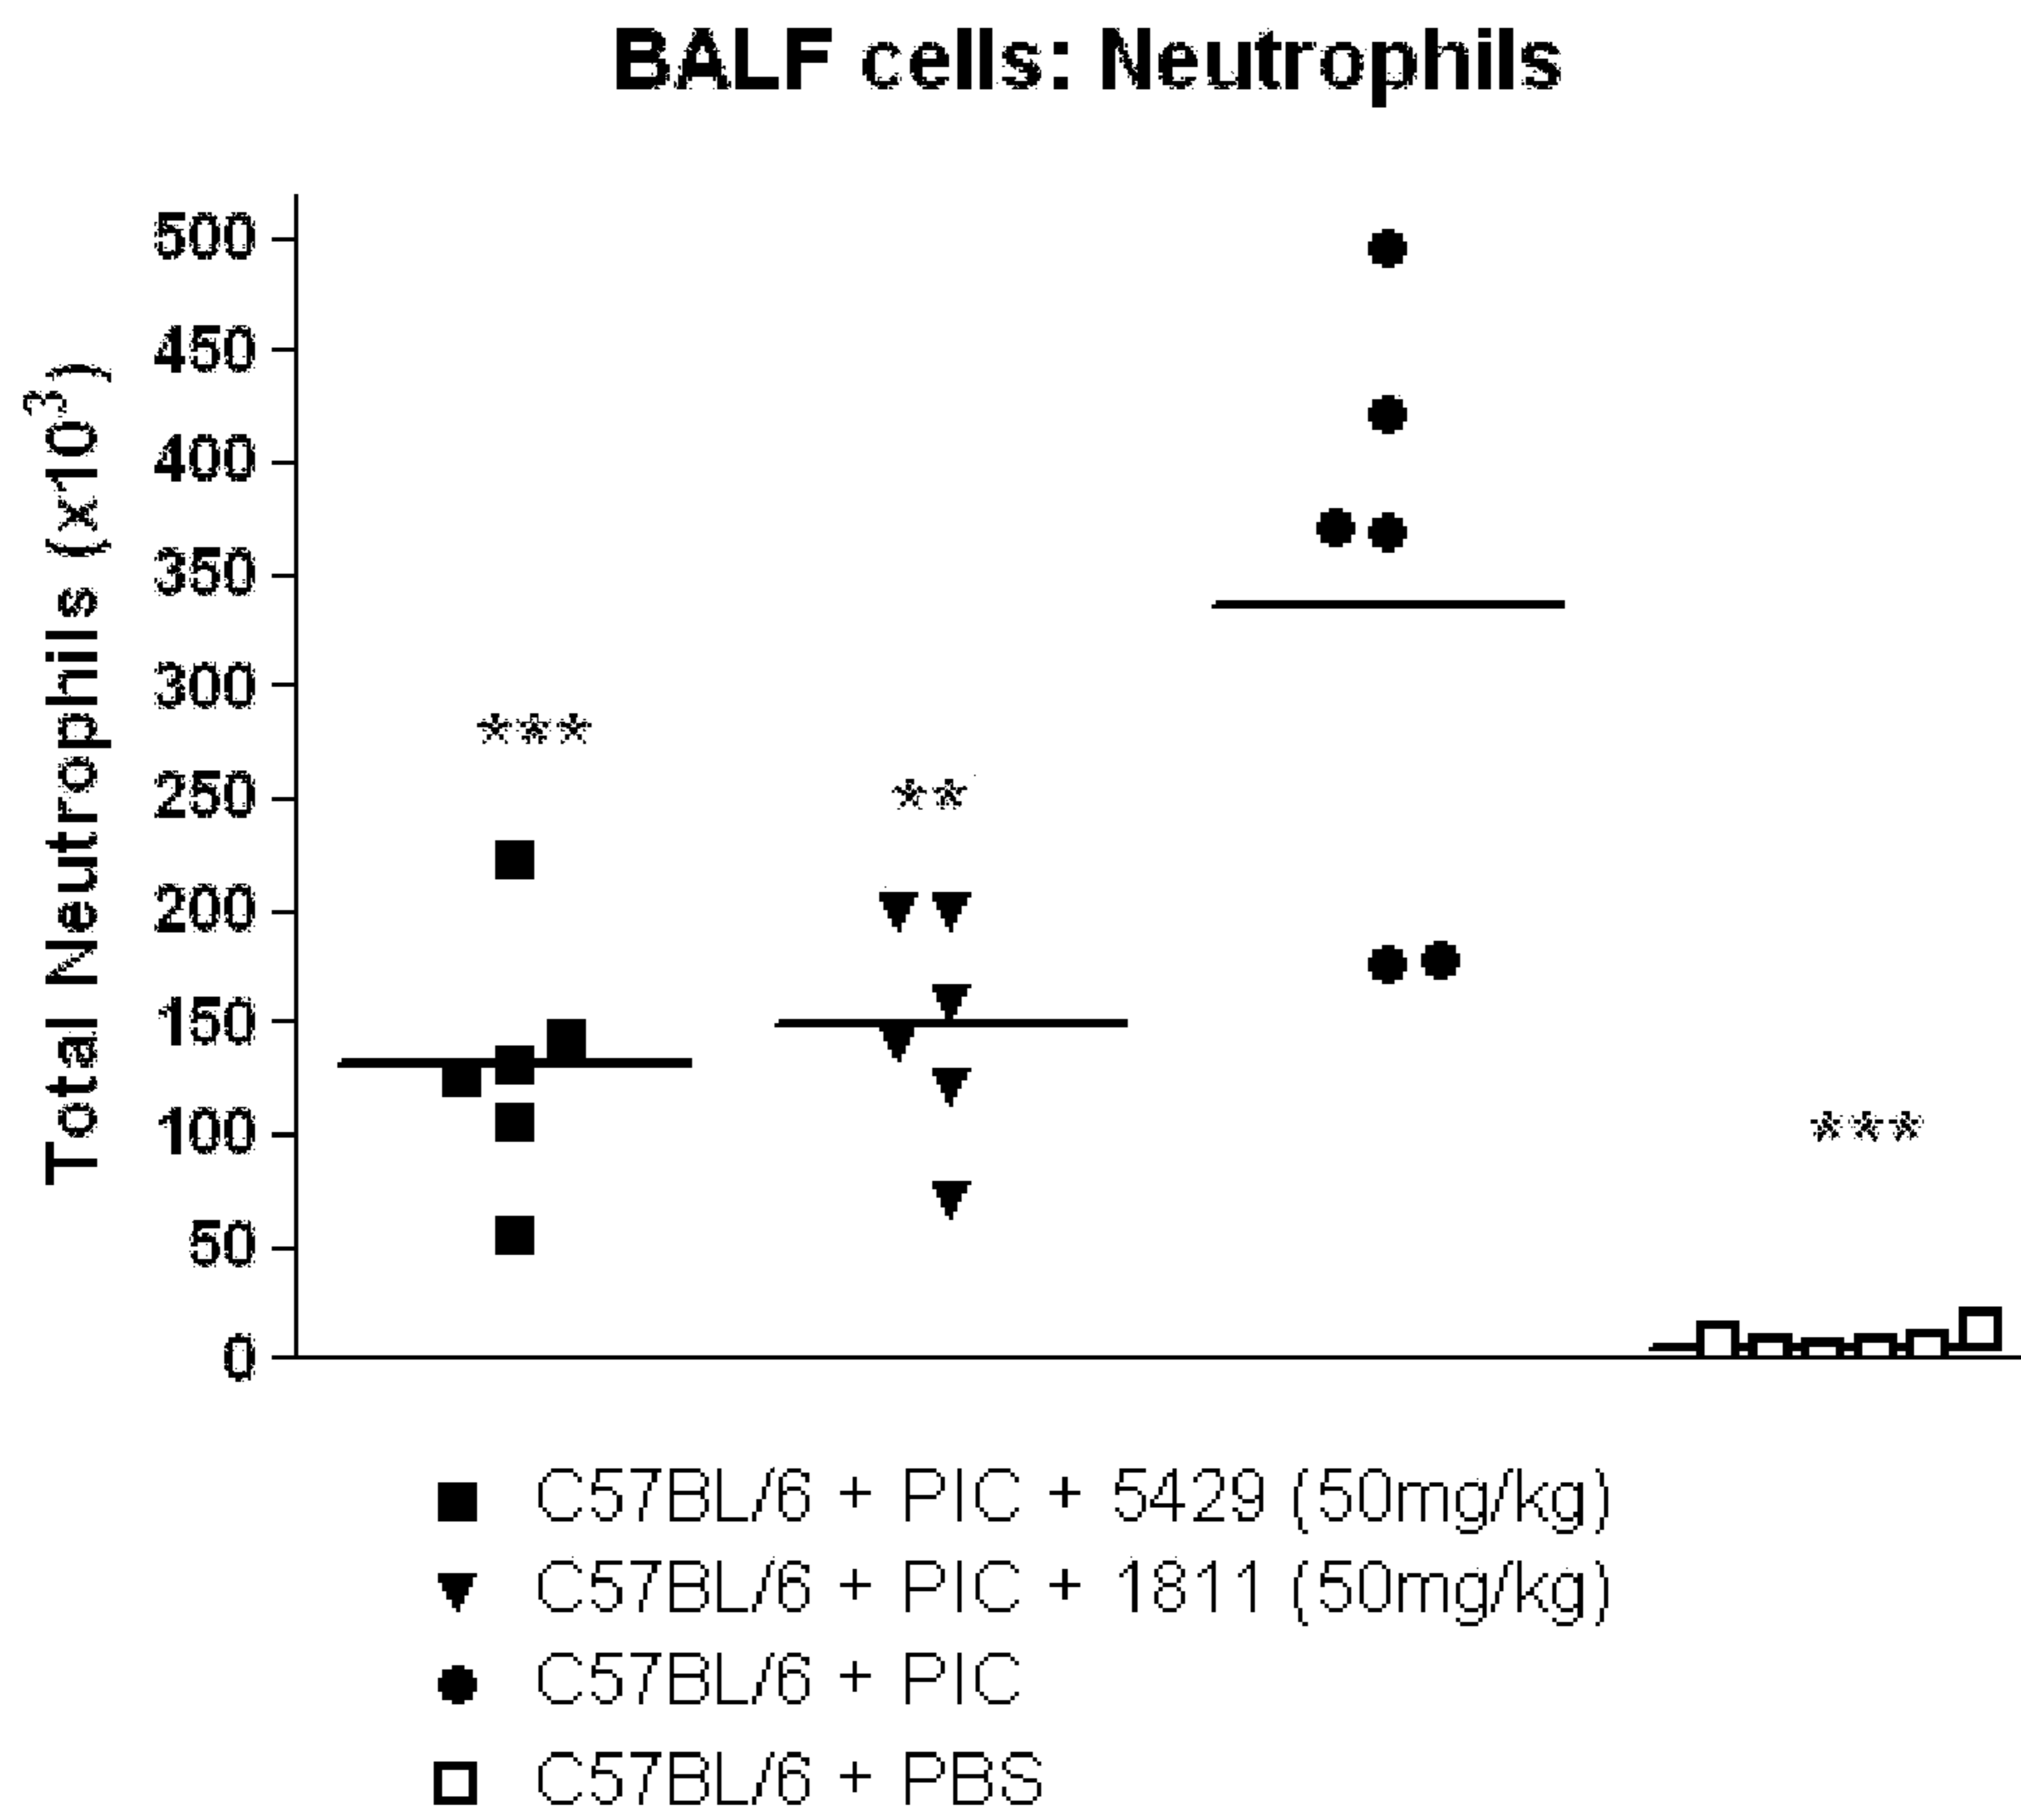 BALF cells: Neutrophils
Total Neutrophils (x10³)
500
450
400
350
300
250
200
150
100
50
0
***
**
***
C57BL/6 + PIC + 5429 (50mg/kg)
C57BL/6 + PIC + 1811 (50mg/kg)
C57BL/6 + PIC
C57BL/6 + PBS